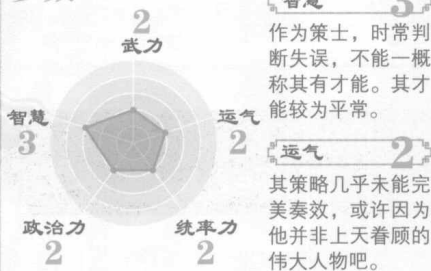 2
武力
智慧
3
运气
2
政治力
2
统率力
2
智慧 3
作为策士，时常判
断失误，不能一概
称其有才能。其才
能较为平常。
运气 2
其策略几乎未能完
美奏效，或许因为
他并非上天眷顾的
伟大人物吧。